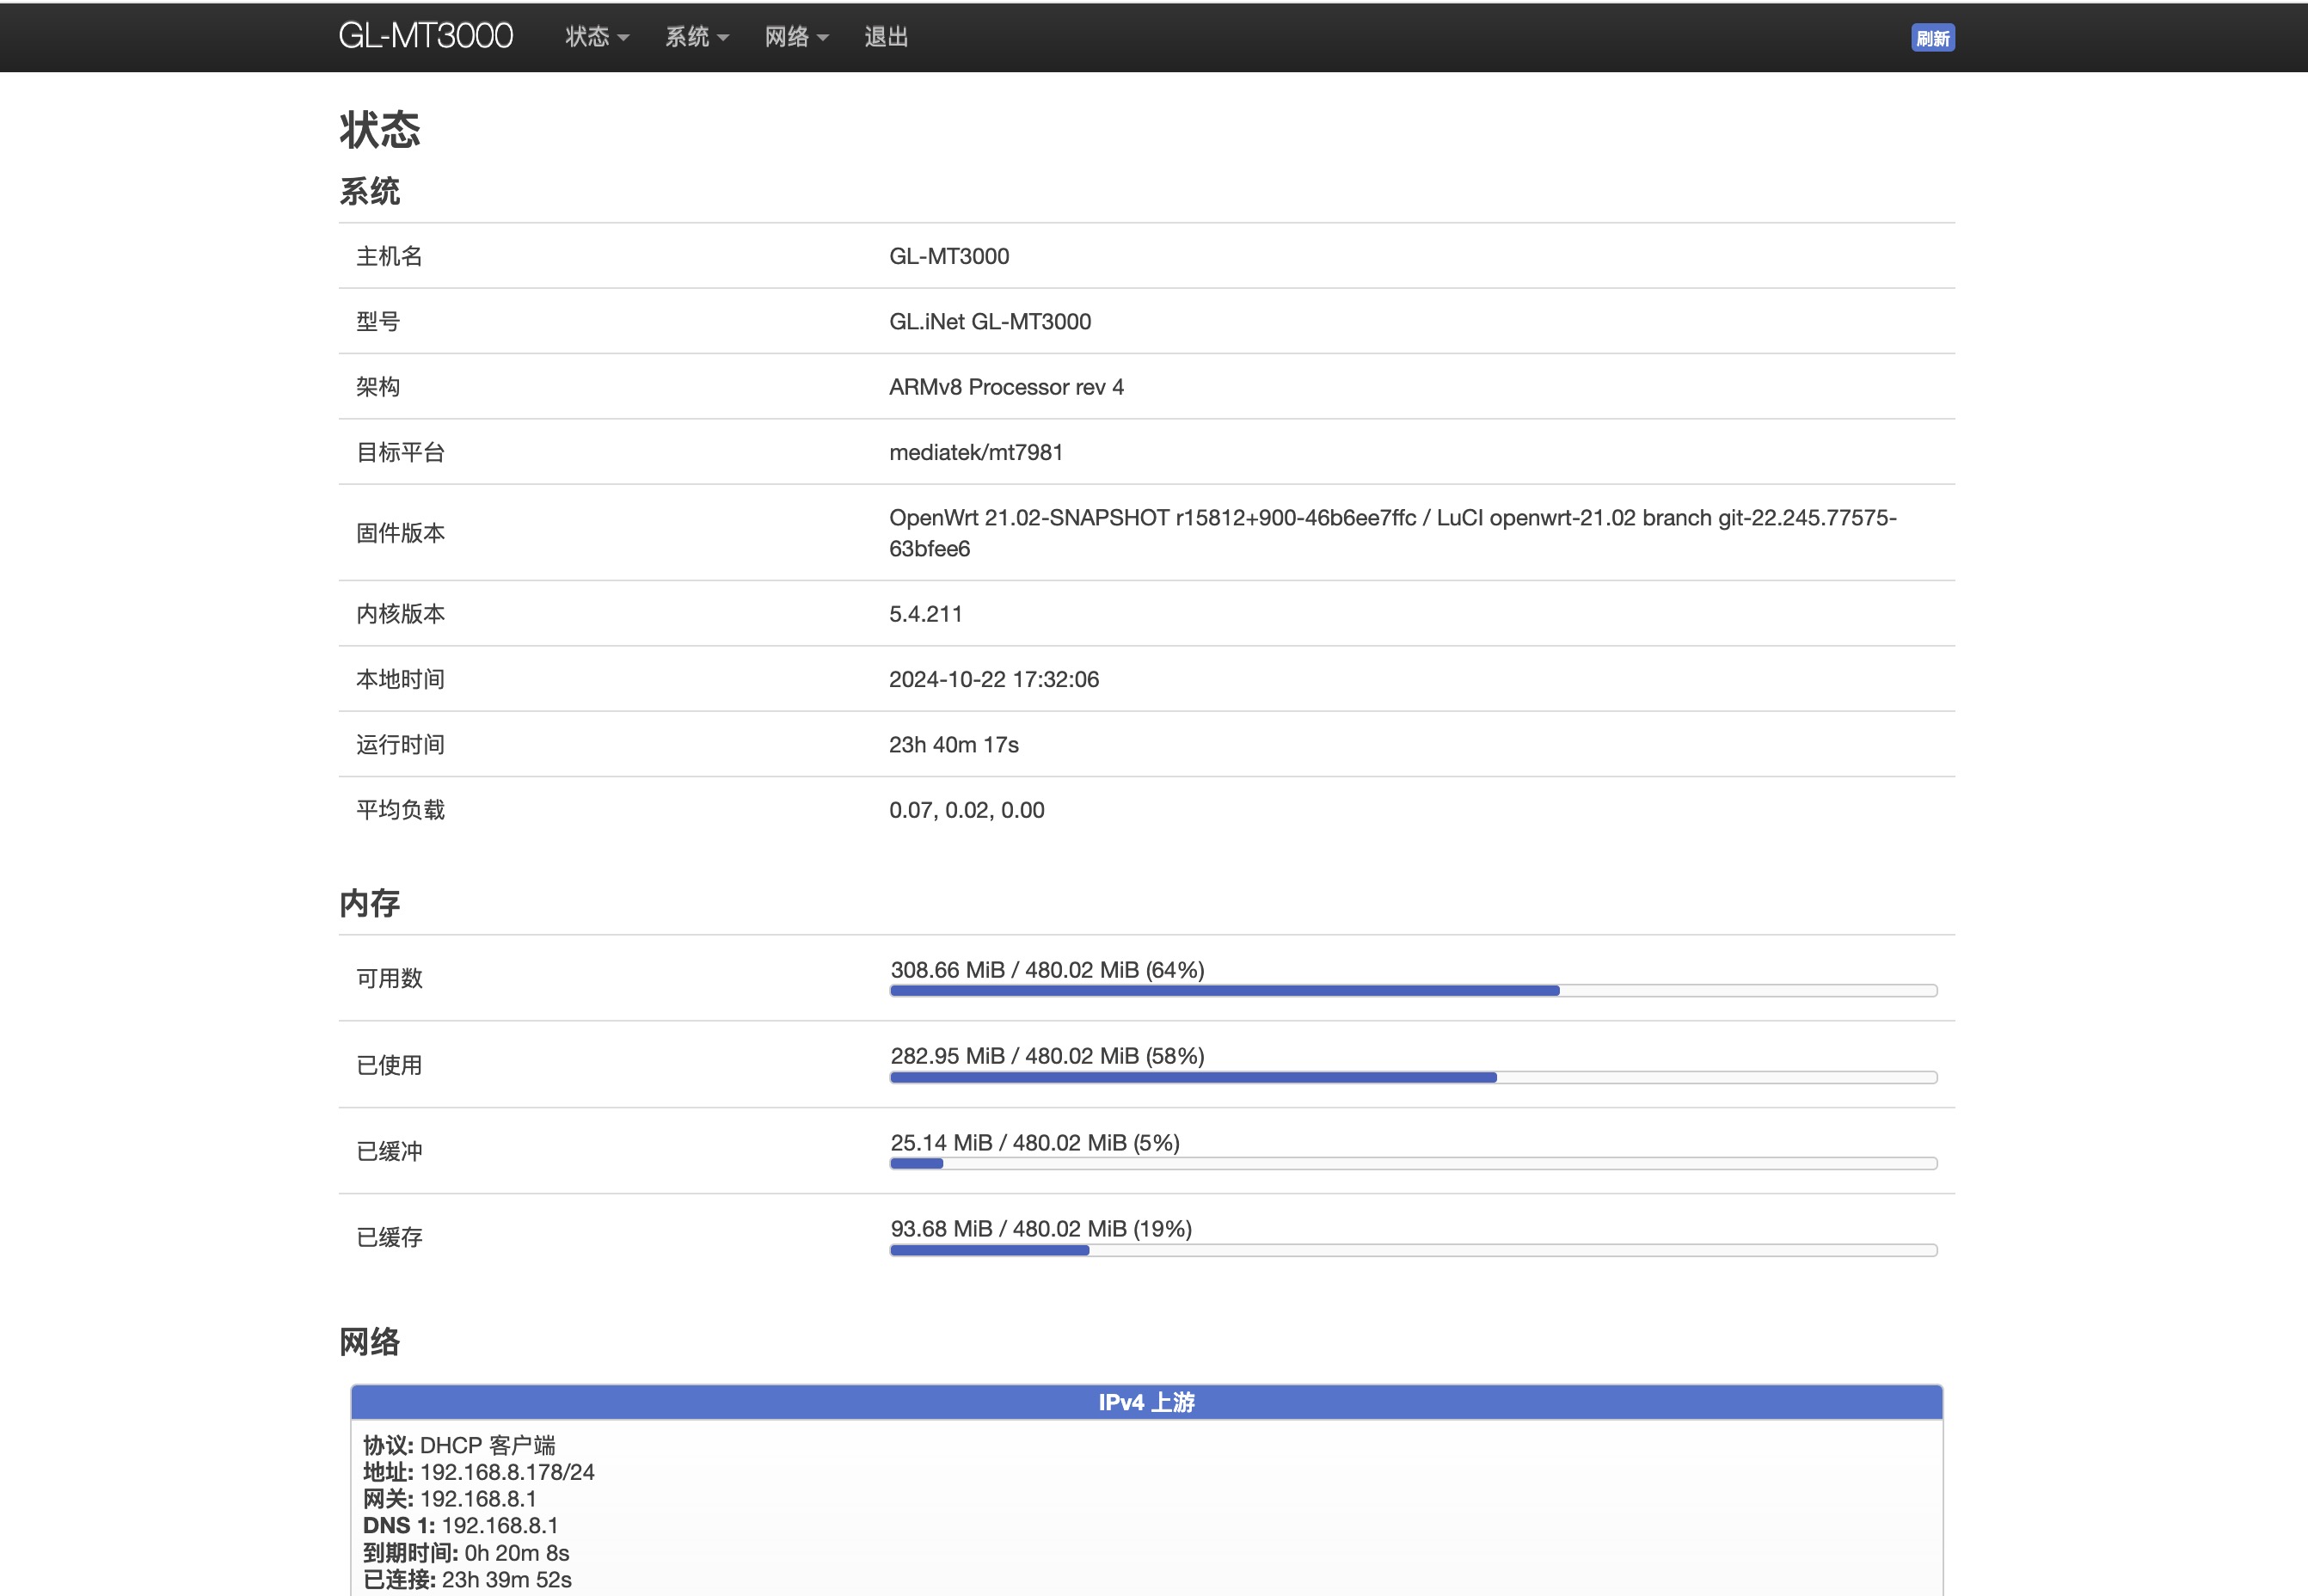 GL-MT3000 状态 系统 网络 退出 刷新
状态
系统
主机名 GL-MT3000
型号 GL.iNet GL-MT3000
架构 ARMv8 Processor rev 4
目标平台 mediatek/mt7981
固件版本 OpenWrt 21.02-SNAPSHOT r15812+900-46b6ee7ffc / LuCI openwrt-21.02 branch git-22.245.77575-
63bfee6
内核版本 5.4.211
本地时间 2024-10-22 17:32:06
运行时间 23h 40m 17s
平均负载 0.07, 0.02, 0.00
内存
可用数 308.66 MiB / 480.02 MiB (64%)
已使用 282.95 MiB / 480.02 MiB (58%)
已缓冲 25.14 MiB / 480.02 MiB (5%)
已缓存 93.68 MiB / 480.02 MiB (19%)
网络
IPv4 上游
协议: DHCP 客户端
地址: 192.168.8.178/24
网关: 192.168.8.1
DNS 1: 192.168.8.1
到期时间: 0h 20m 8s
已连接: 23h 39m 52s